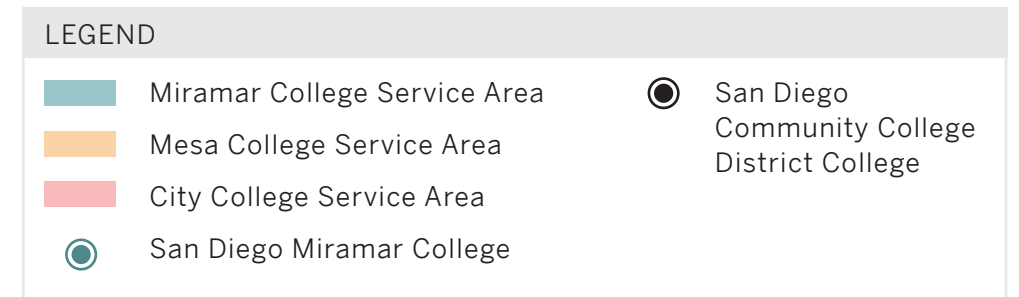 LEGEND
Miramar College Service Area
Mesa College Service Area
City College Service Area
San Diego Miramar College
San Diego
Community College
District College